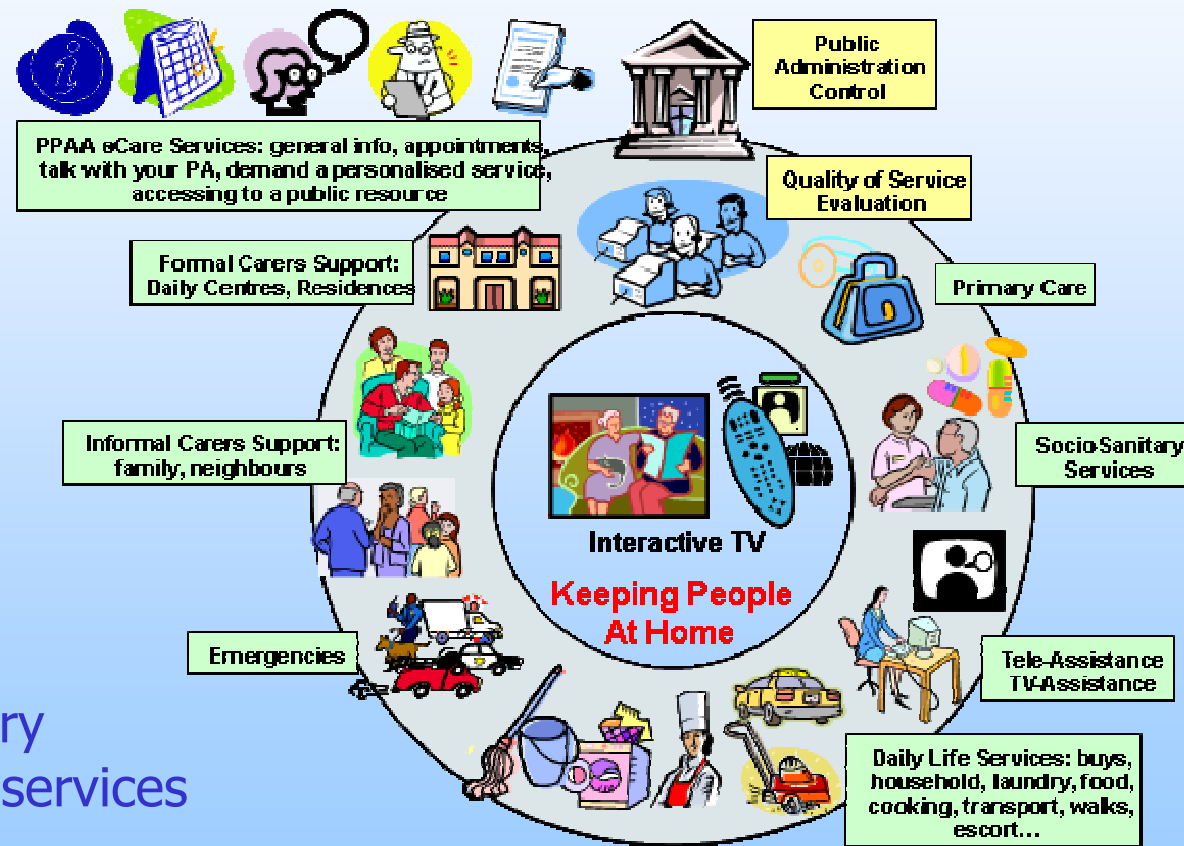 Public
Administration
Control
PPAA eCare Services: general info, appointments,
talk with your PA, demand a personalised service,
accessing to a public resource
Quality of Service
Evaluation
Formal Carers Support:
Daily Centres, Residences
Primary Care
Informal Carers Support:
family, neighbours
Socio-Sanitary
Services
Interactive TV
Keeping People
At Home
Emergencies
Tele-Assistance
TV-Assistance
ry
services
Daily Life Services: buys,
household, laundry, food,
cooking, transport, walks,
escort...